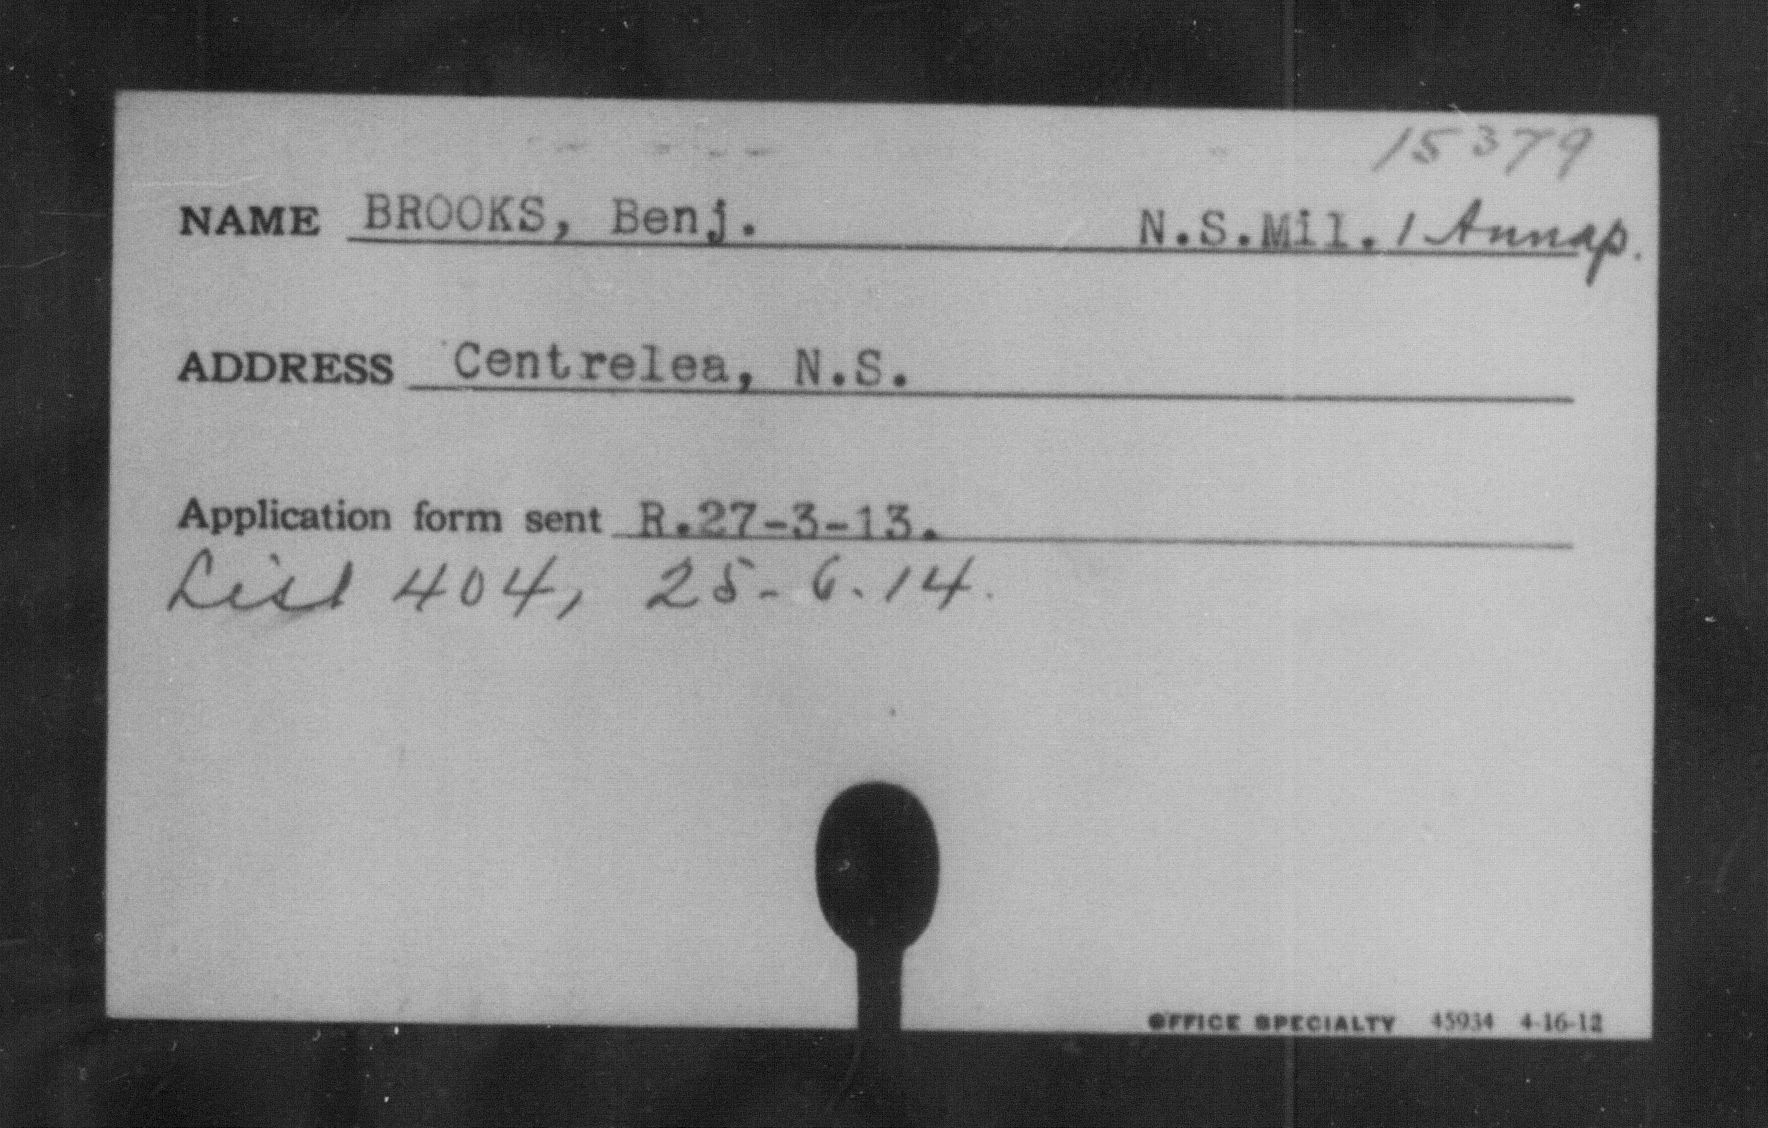 15379
NAME BROOKS, Benj. N.S.Mil. 1 Annap.
ADDRESS Centrelea, N.S.
Application form sent R.27-3-13.
List 404, 25-6.14.
OFFICE SPECIALTY 45934 4-16-12